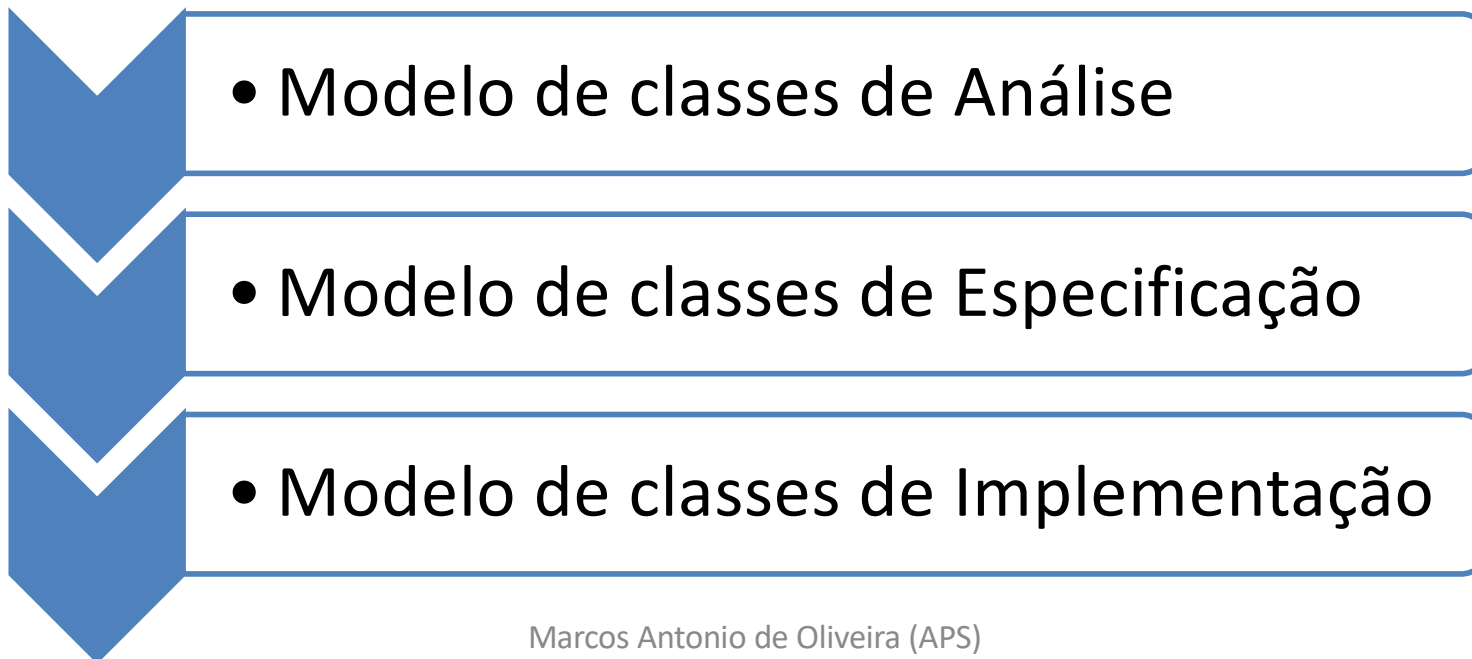 • Modelo de classes de Análise
• Modelo de classes de Especificação
• Modelo de classes de Implementação
Marcos Antonio de Oliveira (APS)